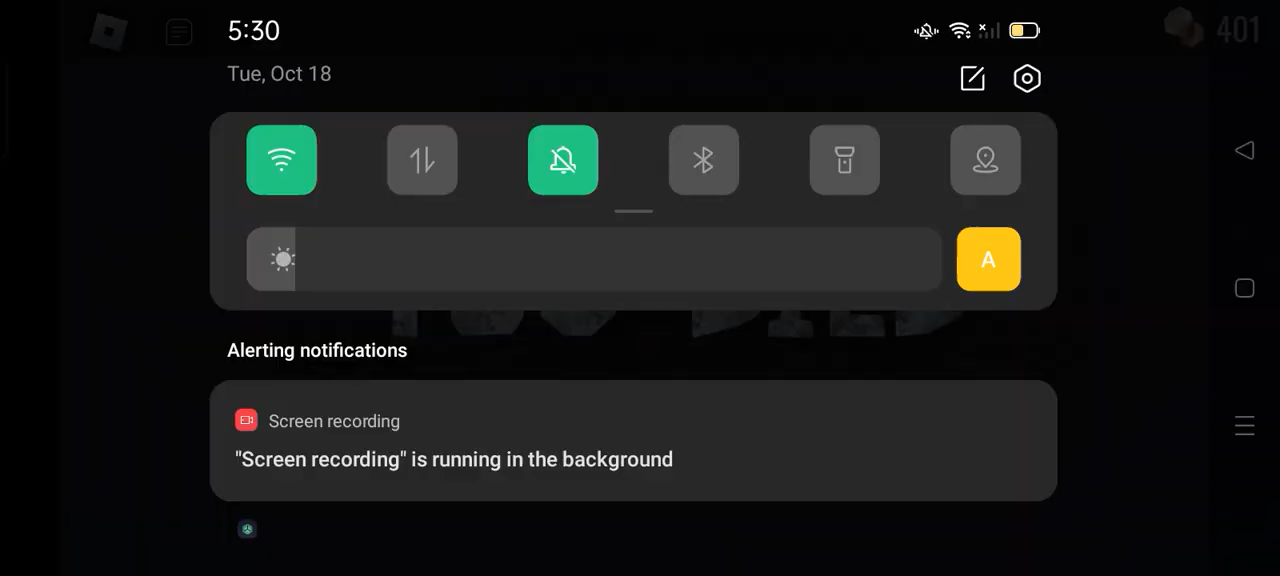 5:30
401
Tue, Oct 18
A
Alerting notifications
Screen recording
"Screen recording" is running in the background